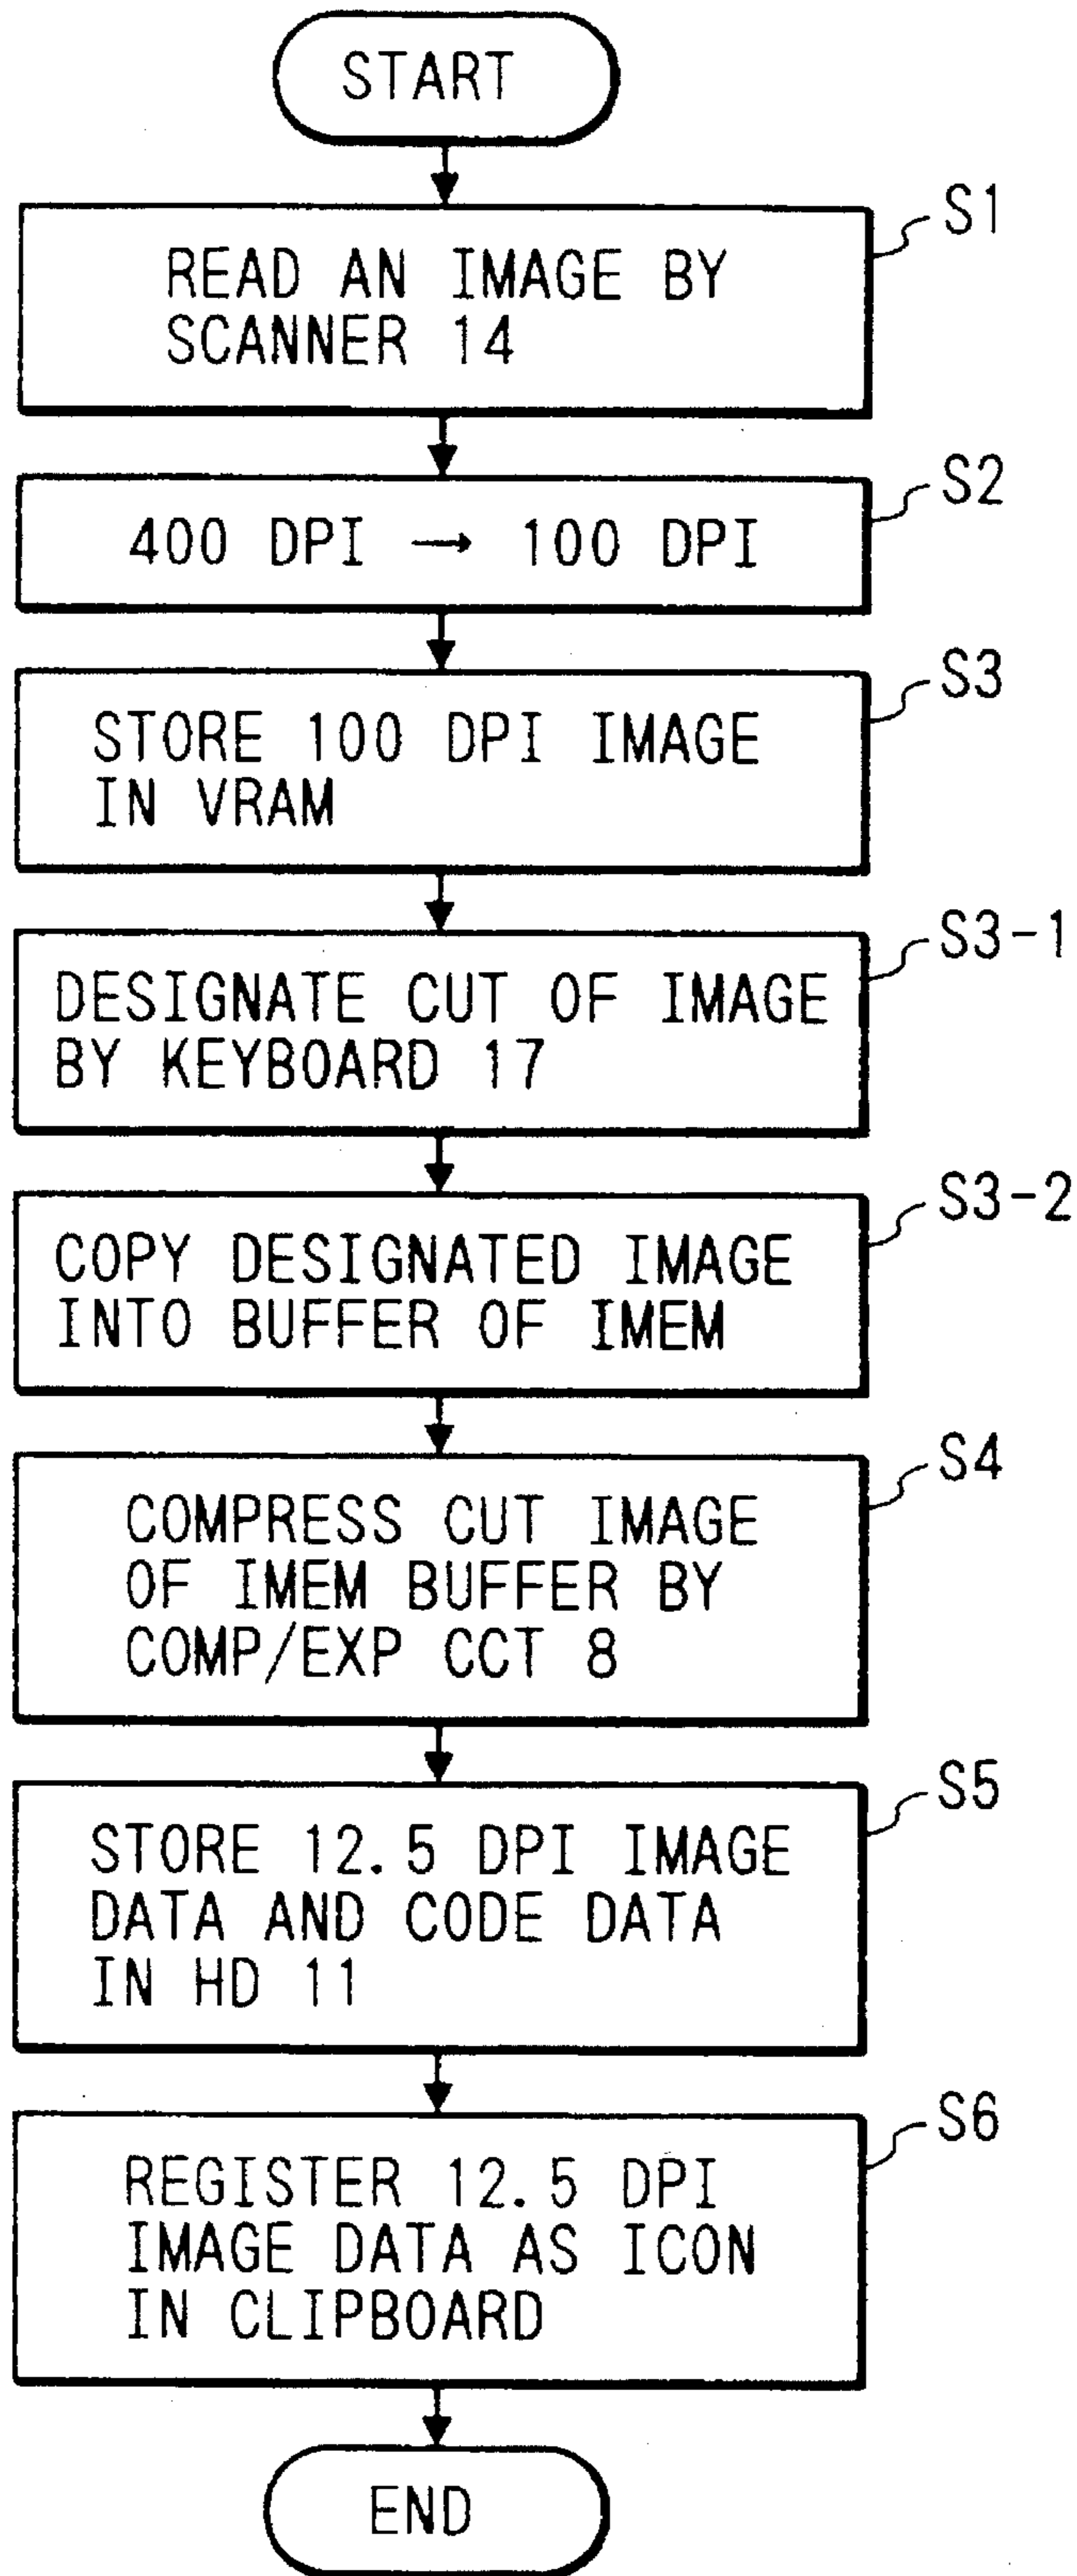 START
S1
READ AN IMAGE BY
SCANNER 14
S2
400 DPI → 100 DPI
S3
STORE 100 DPI IMAGE
IN VRAM
S3-1
DESIGNATE CUT OF IMAGE
BY KEYBOARD 17
S3-2
COPY DESIGNATED IMAGE
INTO BUFFER OF IMEM
S4
COMPRESS CUT IMAGE
OF IMEM BUFFER BY
COMP/EXP CCT 8
S5
STORE 12.5 DPI IMAGE
DATA AND CODE DATA
IN HD 11
S6
REGISTER 12.5 DPI
IMAGE DATA AS ICON
IN CLIPBOARD
END